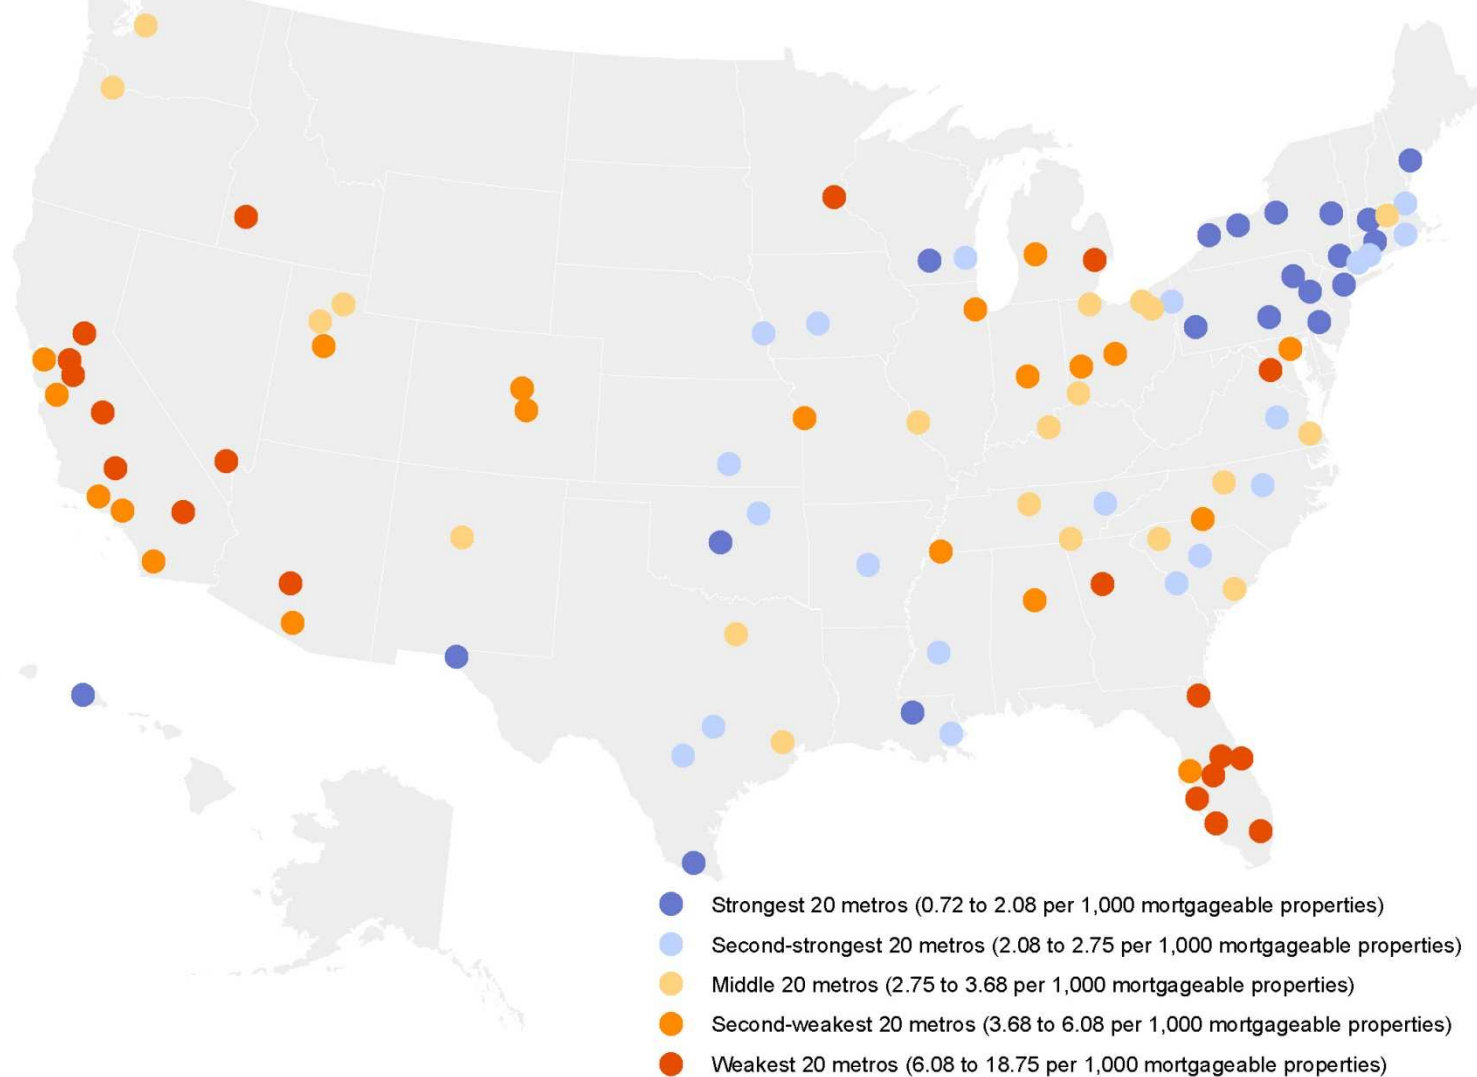 Strongest 20 metros (0.72 to 2.08 per 1,000 mortgageable properties)
Second-strongest 20 metros (2.08 to 2.75 per 1,000 mortgageable properties)
Middle 20 metros (2.75 to 3.68 per 1,000 mortgageable properties)
Second-weakest 20 metros (3.68 to 6.08 per 1,000 mortgageable properties)
Weakest 20 metros (6.08 to 18.75 per 1,000 mortgageable properties)